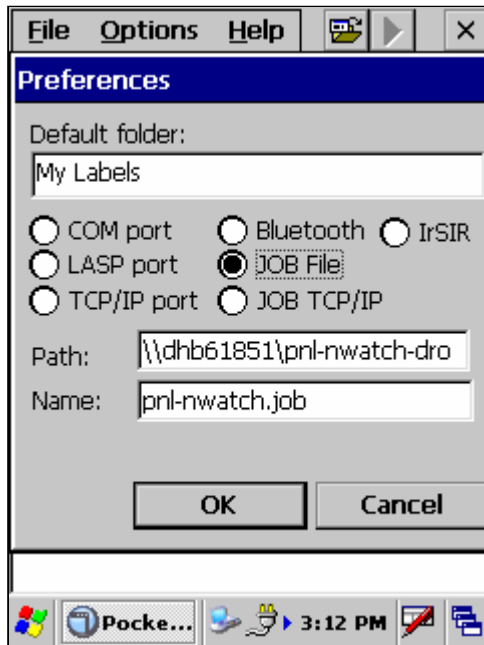 File Options Help
Preferences
Default folder:
My Labels
COM port Bluetooth IrSIR
LASP port JOB File
TCP/IP port JOB TCP/IP
Path: \\dhb61851\pnl-nwatch-dro
Name: pnl-nwatch.job
OK Cancel
Pocke... 3:12 PM